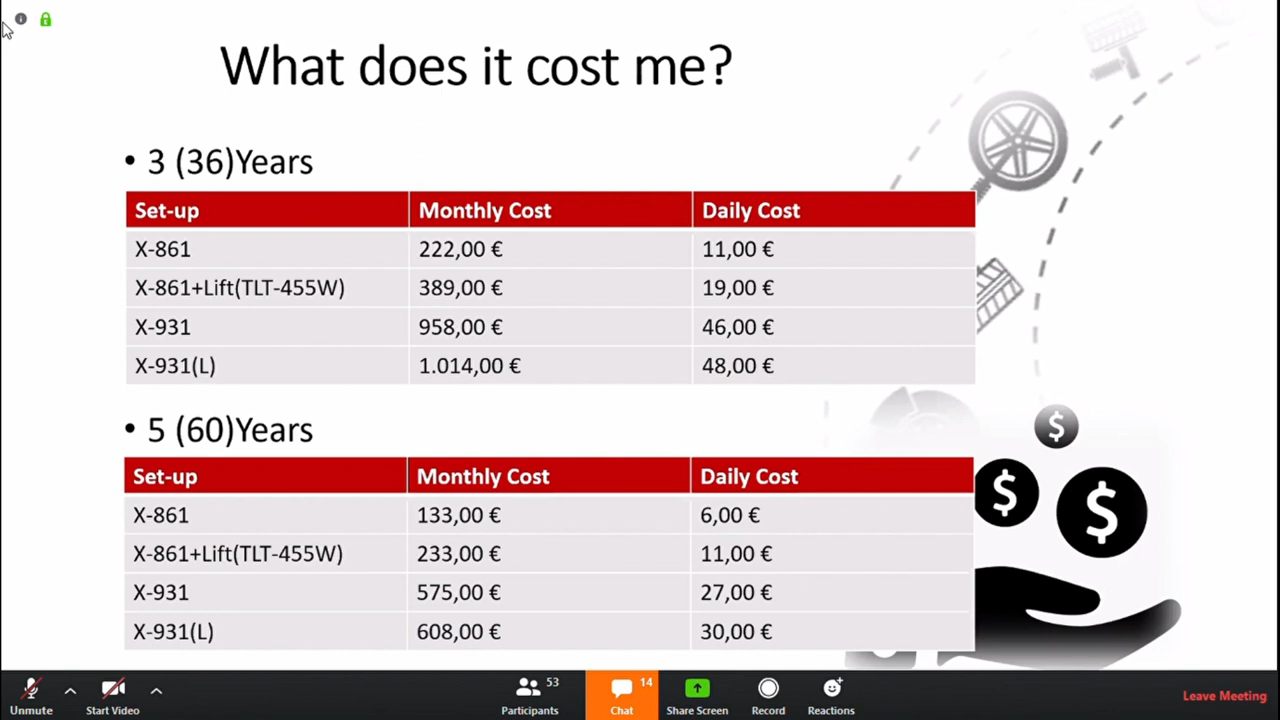 What does it cost me?
• 3 (36)Years
Set-up Monthly Cost Daily Cost
X-861 222,00 € 11,00 €
X-861+Lift(TLT-455W) 389,00 € 19,00 €
X-931 958,00 € 46,00 €
X-931(L) 1.014,00 € 48,00 €
• 5 (60)Years
Set-up Monthly Cost Daily Cost
X-861 133,00 € 6,00 €
X-861+Lift(TLT-455W) 233,00 € 11,00 €
X-931 575,00 € 27,00 €
X-931(L) 608,00 € 30,00 €
$
$
$
53
14
Unmute Start Video Participants Chat Share Screen Record Reactions Leave Meeting